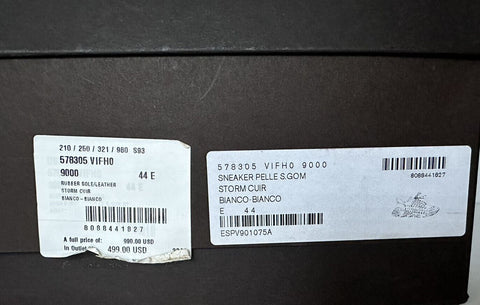 210 / 250 / 321 / 980 S93
578305 VIFH0
9000 44 E
RUBBER SOLE/LEATHER
STORM CUIR
BIANCO-BIANCO
8088441827
A full price of: 990.00 USD
In Outlet 499.00 USD
578305 VIFH0 9000
SNEAKER PELLE S.GOM
STORM CUIR
BIANCO-BIANCO
E 44
ESPV901075A
8088441827